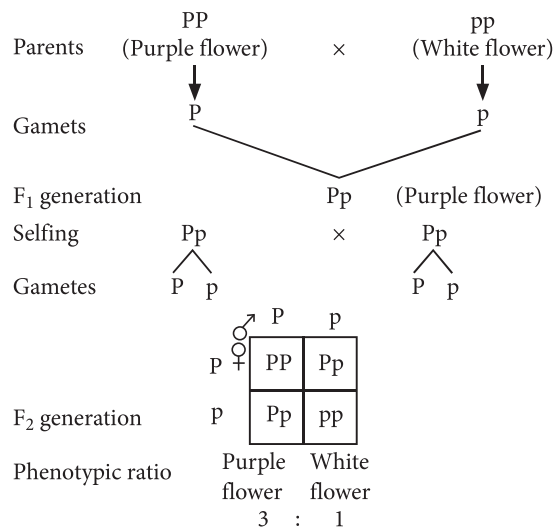 PP pp
Parents (Purple flower) × (White flower)
Gamets P p
F₁ generation Pp (Purple flower)
Selfing Pp × Pp
Gametes P p P p
♂ P p
♀
P PP Pp
F₂ generation p Pp pp
Phenotypic ratio Purple White
flower flower
3 : 1